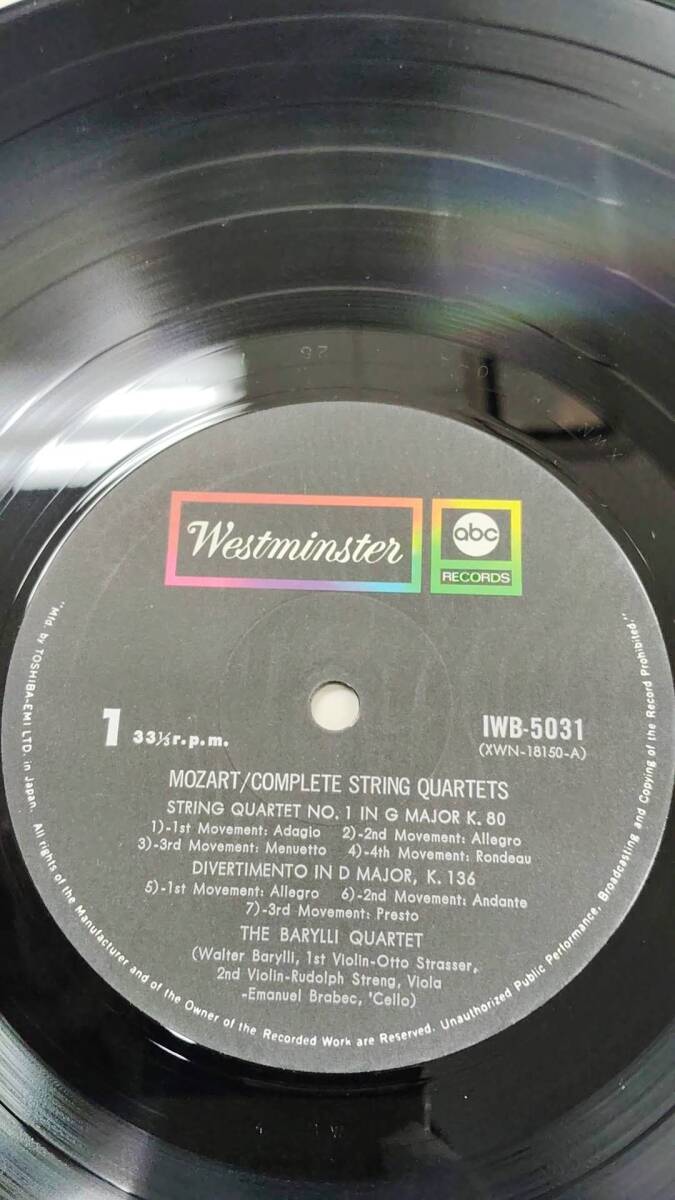 Westminster
abc
RECORDS
1 33⅓ r.p.m.
IWB-5031
(XWN-18150-A)
MOZART/COMPLETE STRING QUARTETS
STRING QUARTET NO. 1 IN G MAJOR K. 80
1)-1st Movement: Adagio 2)-2nd Movement: Allegro
3)-3rd Movement: Menuetto 4)-4th Movement: Rondeau
DIVERTIMENTO IN D MAJOR, K. 136
5)-1st Movement: Allegro 6)-2nd Movement: Andante
7)-3rd Movement: Presto
THE BARYLLI QUARTET
(Walter Barylli, 1st Violin-Otto Strasser,
2nd Violin-Rudolph Streng, Viola
-Emanuel Brabec, 'Cello)
"Mfd. by TOSHIBA-EMI LTD. in Japan. All rights of the Manufacturer and of the Owner of the Recorded Work are Reserved. Unauthorized Public Performance, Broadcasting and Copying of the Record Prohibited."